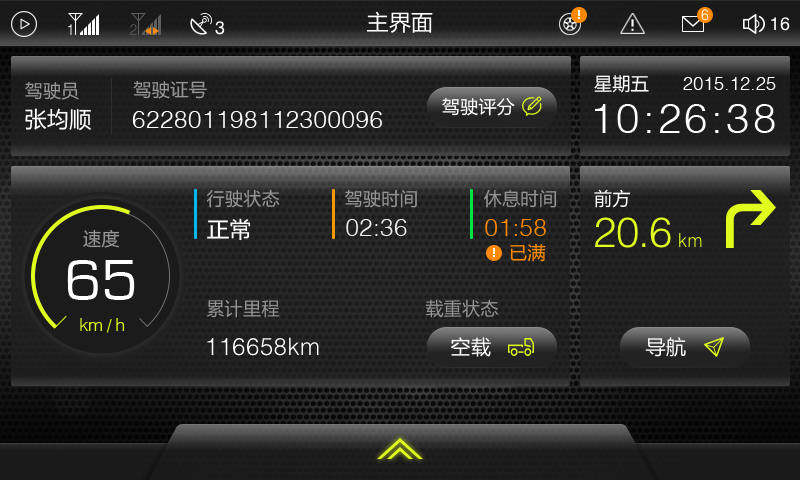 1
2
3
主界面
!
6
16
驾驶员
张均顺
驾驶证号
622801198112300096
驾驶评分
星期五 2015.12.25
10:26:38
速度
65
km/h
行驶状态
正常
驾驶时间
02:36
休息时间
01:58
! 已满
累计里程
116658km
载重状态
空载
前方
20.6 km
导航